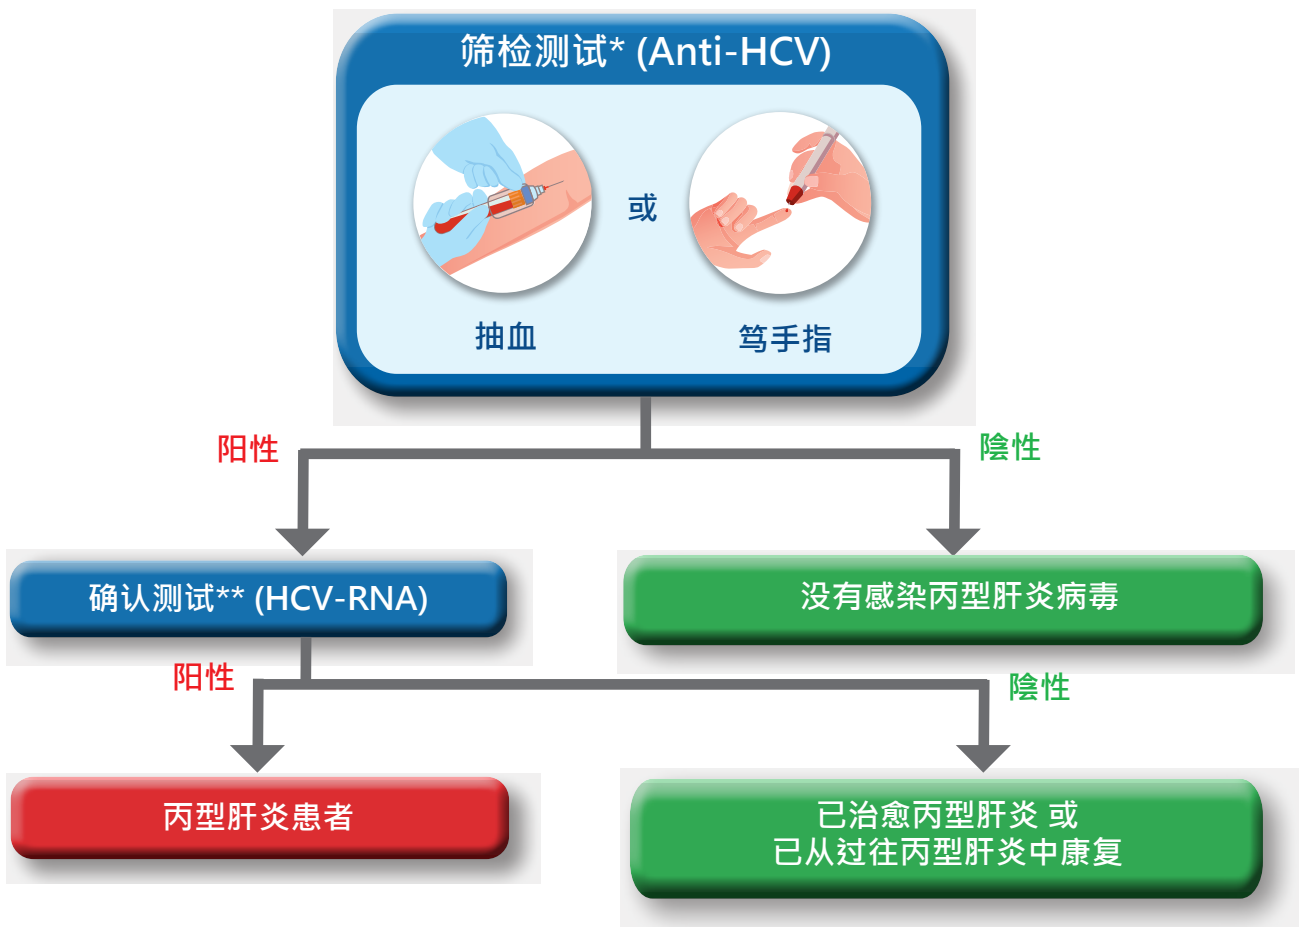 筛检测试* (Anti-HCV)
或
抽血
笃手指
阳性
陰性
确认测试** (HCV-RNA)
没有感染丙型肝炎病毒
阳性
陰性
丙型肝炎患者
已治愈丙型肝炎 或
已从过往丙型肝炎中康复